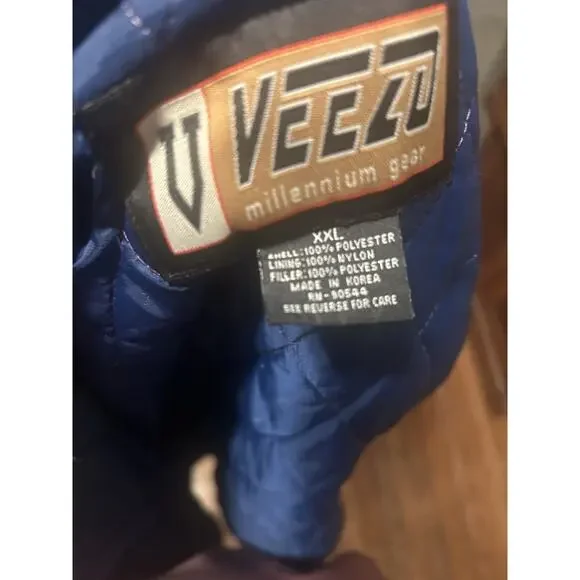 V VEEZO
millennium gear
XXL
SHELL:100% POLYESTER
LINING:100% NYLON
FILLER:100% POLYESTER
MADE IN KOREA
RN-90544
SEE REVERSE FOR CARE